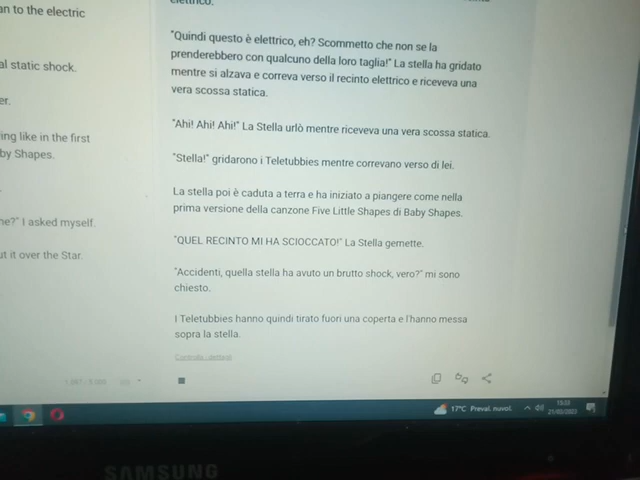 an to the electric
al static shock.
er.
ing like in the first
by Shapes.
ne?" I asked myself.
ut it over the Star.
elettrico.
"Quindi questo è elettrico, eh? Scommetto che non se la
prenderebbero con qualcuno della loro taglia!" La stella ha gridato
mentre si alzava e correva verso il recinto elettrico e riceveva una
vera scossa statica.
"Ahi! Ahi! Ahi!" La Stella urlò mentre riceveva una vera scossa statica.
"Stella!" gridarono i Teletubbies mentre correvano verso di lei.
La stella poi è caduta a terra e ha iniziato a piangere come nella
prima versione della canzone Five Little Shapes di Baby Shapes.
"QUEL RECINTO MI HA SCIOCCATO!" La Stella gemette.
"Accidenti, quella stella ha avuto un brutto shock, vero?" mi sono
chiesto.
I Teletubbies hanno quindi tirato fuori una coperta e l'hanno messa
sopra la stella.
17°C Preval. nuvol.
SAMSUNG